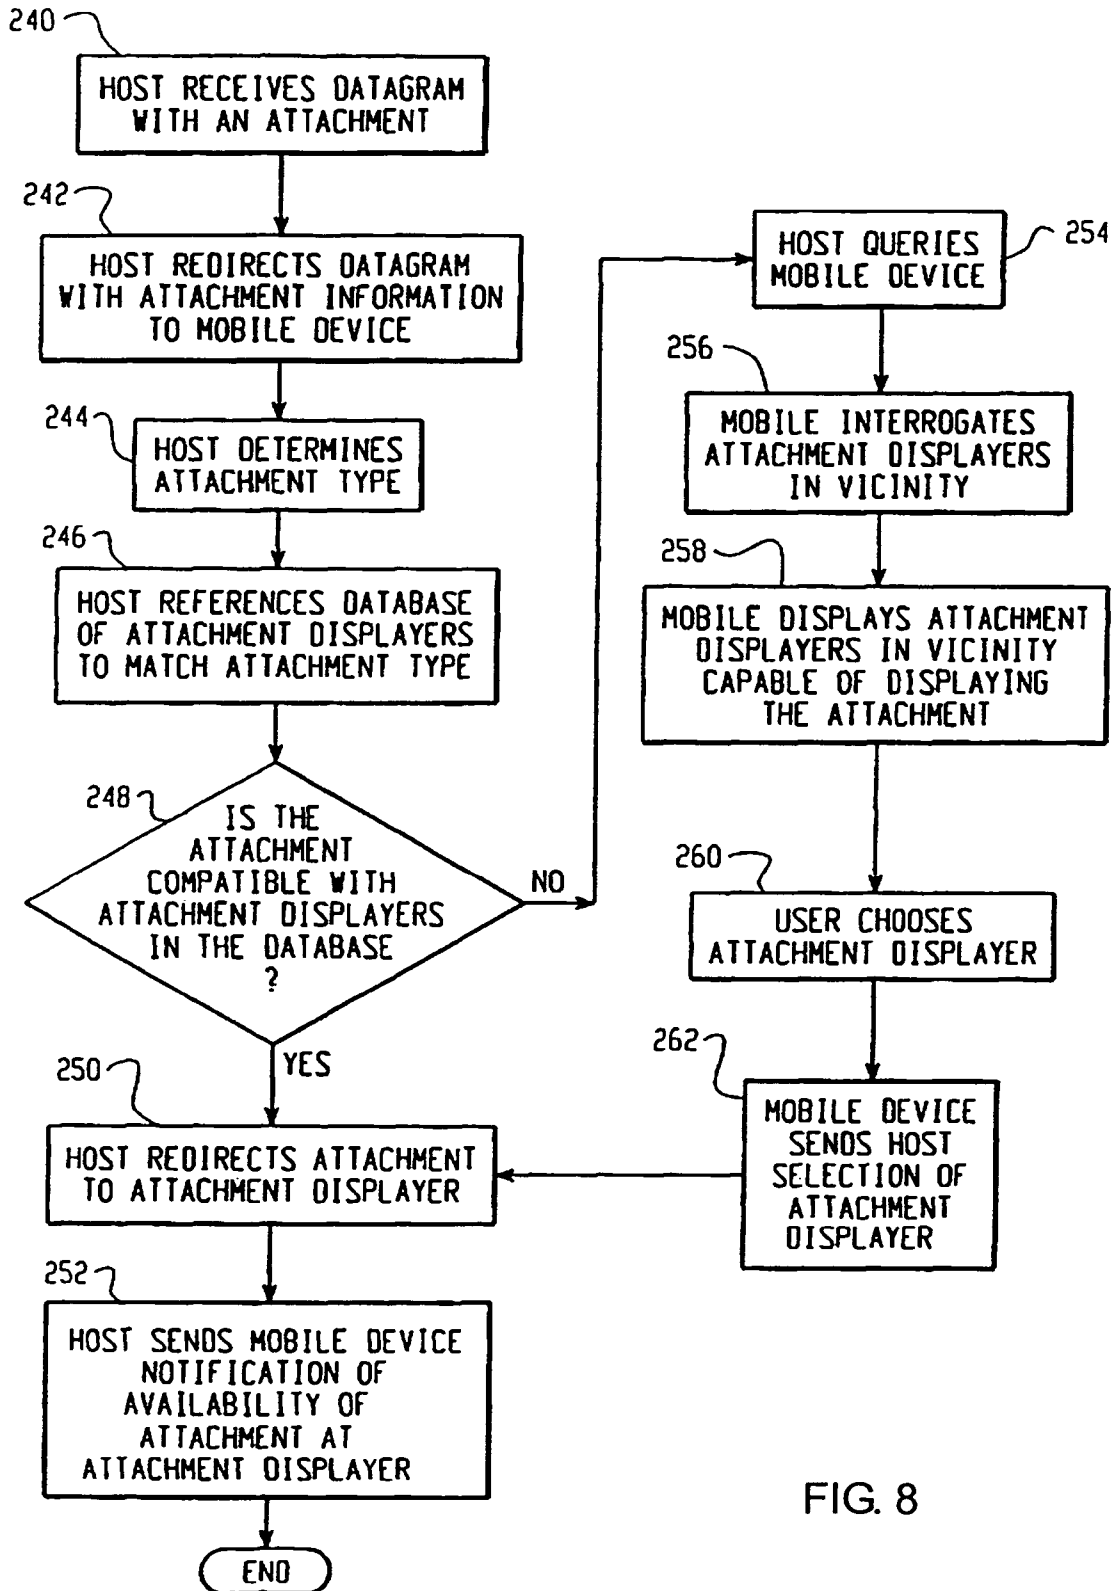 240
HOST RECEIVES DATAGRAM
WITH AN ATTACHMENT
242
HOST REDIRECTS DATAGRAM
WITH ATTACHMENT INFORMATION
TO MOBILE DEVICE
244
HOST DETERMINES
ATTACHMENT TYPE
246
HOST REFERENCES DATABASE
OF ATTACHMENT DISPLAYERS
TO MATCH ATTACHMENT TYPE
248
IS THE
ATTACHMENT
COMPATIBLE WITH
ATTACHMENT DISPLAYERS
IN THE DATABASE
?
NO
YES
250
HOST REDIRECTS ATTACHMENT
TO ATTACHMENT DISPLAYER
252
HOST SENDS MOBILE DEVICE
NOTIFICATION OF
AVAILABILITY OF
ATTACHMENT AT
ATTACHMENT DISPLAYER
END
254
HOST QUERIES
MOBILE DEVICE
256
MOBILE INTERROGATES
ATTACHMENT DISPLAYERS
IN VICINITY
258
MOBILE DISPLAYS ATTACHMENT
DISPLAYERS IN VICINITY
CAPABLE OF DISPLAYING
THE ATTACHMENT
260
USER CHOOSES
ATTACHMENT DISPLAYER
262
MOBILE DEVICE
SENDS HOST
SELECTION OF
ATTACHMENT
DISPLAYER
FIG. 8